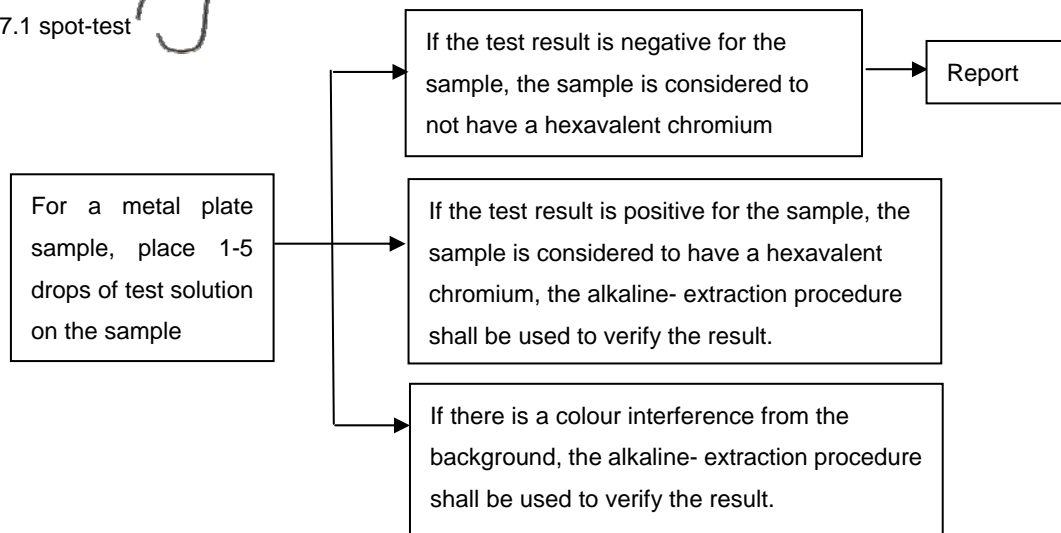 7.1 spot-test
If the test result is negative for the
sample, the sample is considered to
not have a hexavalent chromium
Report
For a metal plate
sample, place 1-5
drops of test solution
on the sample
If the test result is positive for the sample, the
sample is considered to have a hexavalent
chromium, the alkaline- extraction procedure
shall be used to verify the result.
If there is a colour interference from the
background, the alkaline- extraction procedure
shall be used to verify the result.